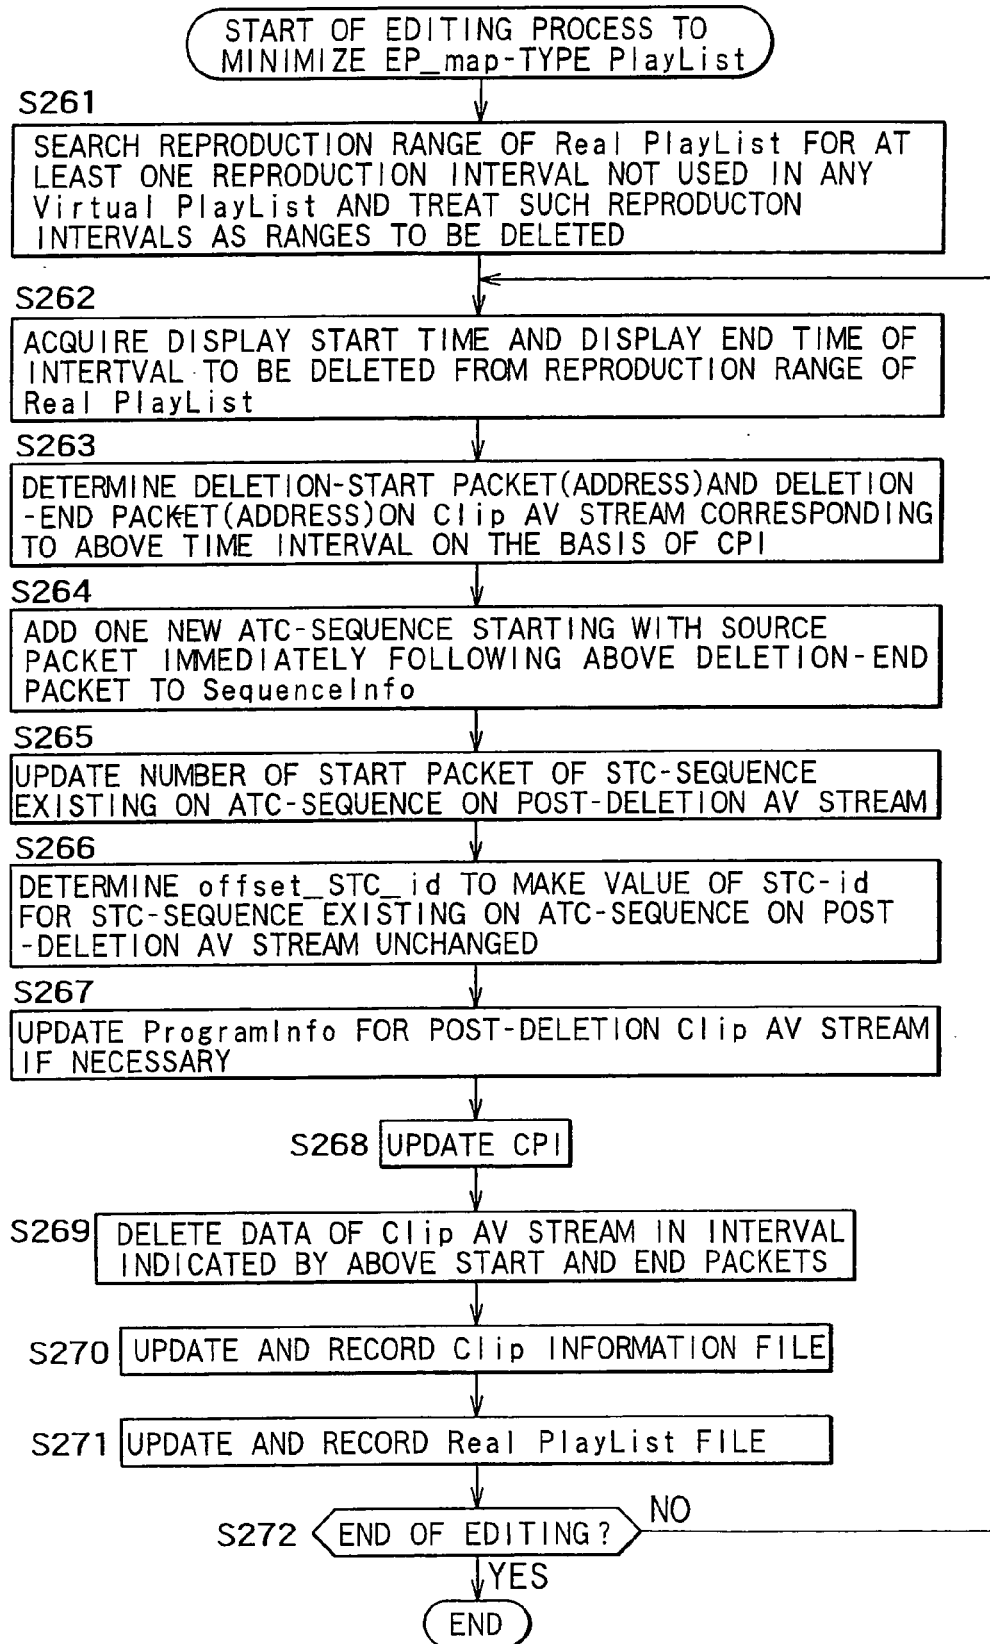 START OF EDITING PROCESS TO
MINIMIZE EP_map-TYPE PlayList
S261
SEARCH REPRODUCTION RANGE OF Real PlayList FOR AT
LEAST ONE REPRODUCTION INTERVAL NOT USED IN ANY
Virtual PlayList AND TREAT SUCH REPRODUCTON
INTERVALS AS RANGES TO BE DELETED
S262
ACQUIRE DISPLAY START TIME AND DISPLAY END TIME OF
INTERTVAL TO BE DELETED FROM REPRODUCTION RANGE OF
Real PlayList
S263
DETERMINE DELETION-START PACKET(ADDRESS)AND DELETION
-END PACKET(ADDRESS)ON Clip AV STREAM CORRESPONDING
TO ABOVE TIME INTERVAL ON THE BASIS OF CPI
S264
ADD ONE NEW ATC-SEQUENCE STARTING WITH SOURCE
PACKET IMMEDIATELY FOLLOWING ABOVE DELETION-END
PACKET TO SequenceInfo
S265
UPDATE NUMBER OF START PACKET OF STC-SEQUENCE
EXISTING ON ATC-SEQUENCE ON POST-DELETION AV STREAM
S266
DETERMINE offset_STC_id TO MAKE VALUE OF STC-id
FOR STC-SEQUENCE EXISTING ON ATC-SEQUENCE ON POST
-DELETION AV STREAM UNCHANGED
S267
UPDATE ProgramInfo FOR POST-DELETION Clip AV STREAM
IF NECESSARY
S268 UPDATE CPI
S269 DELETE DATA OF Clip AV STREAM IN INTERVAL
INDICATED BY ABOVE START AND END PACKETS
S270 UPDATE AND RECORD Clip INFORMATION FILE
S271 UPDATE AND RECORD Real PlayList FILE
S272 END OF EDITING? NO
YES
END